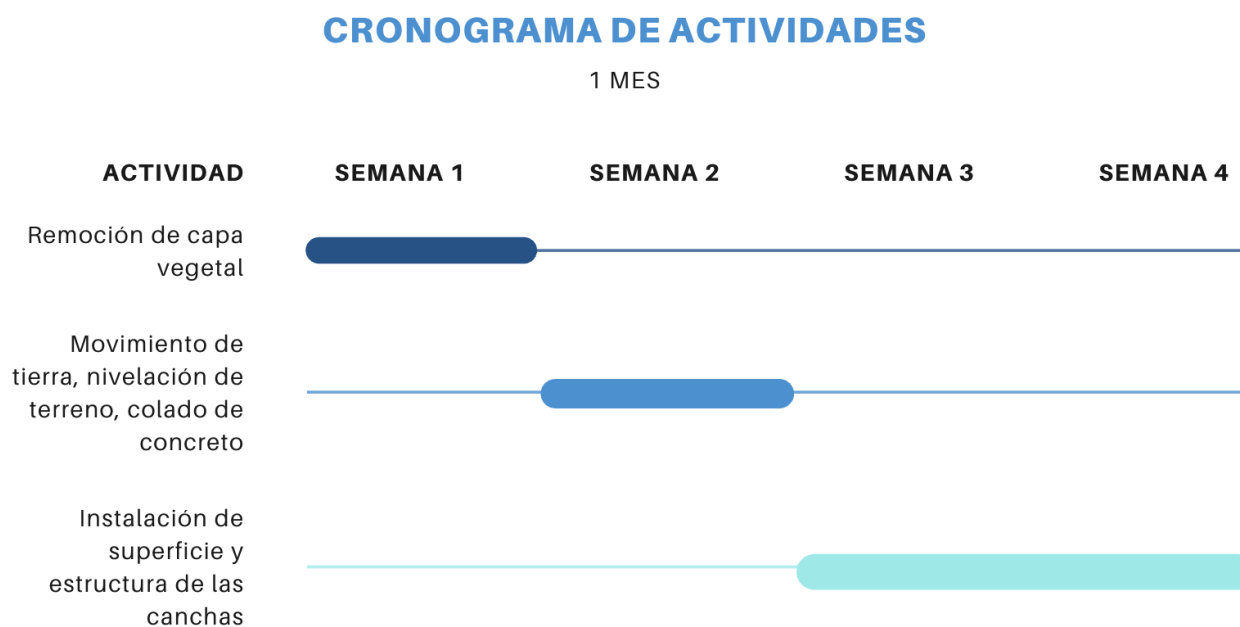 CRONOGRAMA DE ACTIVIDADES
1 MES
ACTIVIDAD SEMANA 1 SEMANA 2 SEMANA 3 SEMANA 4
Remoción de capa
vegetal
Movimiento de
tierra, nivelación de
terreno, colado de
concreto
Instalación de
superficie y
estructura de las
canchas